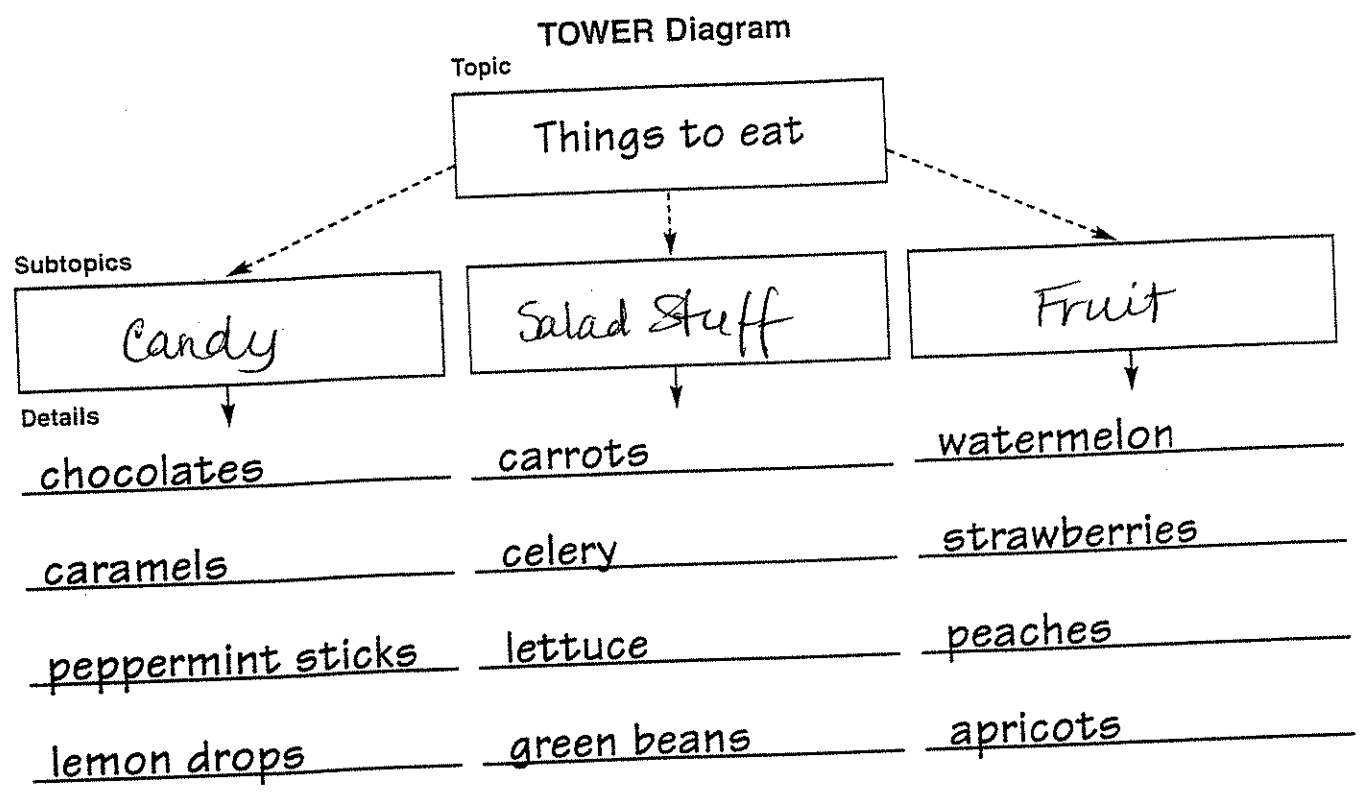 TOWER Diagram
Topic
Things to eat
Subtopics
Candy
Salad Stuff
Fruit
Details
chocolates
carrots
watermelon
caramels
celery
strawberries
peppermint sticks
lettuce
peaches
lemon drops
green beans
apricots